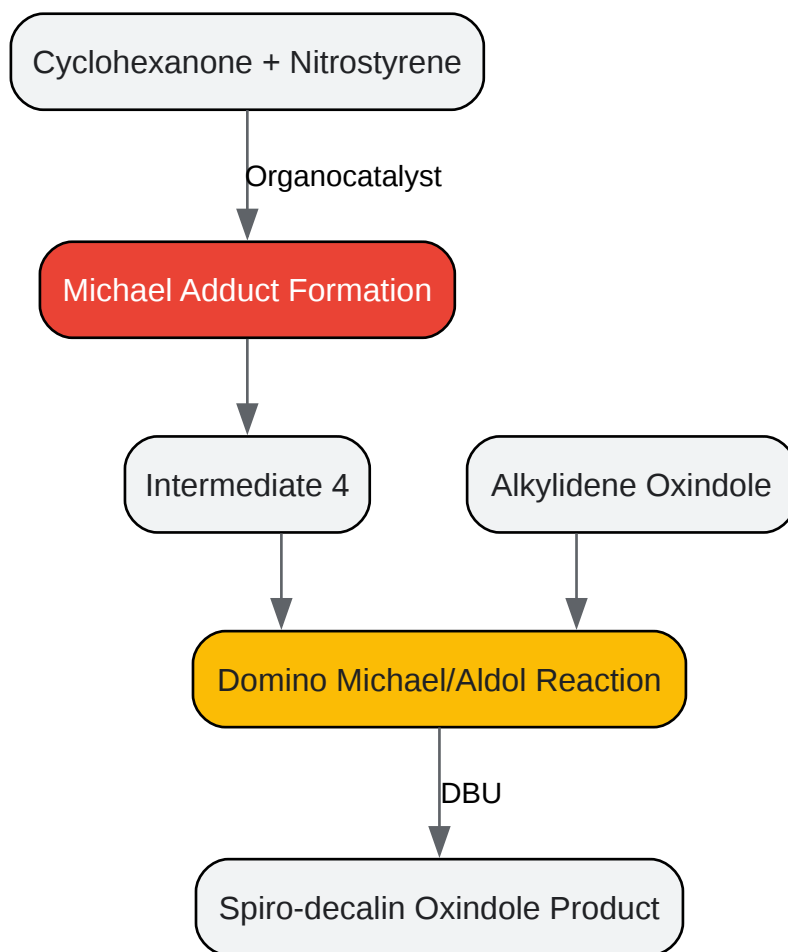 Cyclohexanone + Nitrostyrene
Organocatalyst
Michael Adduct Formation
Intermediate 4
Alkylidene Oxindole
Domino Michael/Aldol Reaction
DBU
Spiro-decalin Oxindole Product